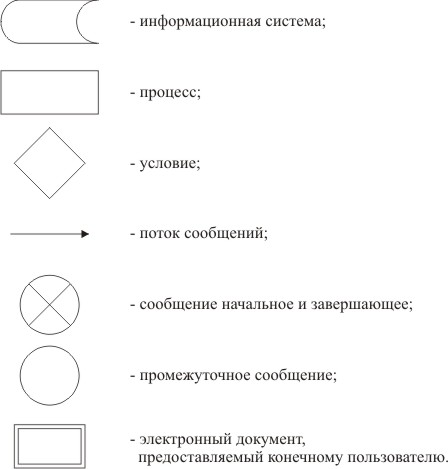 - информационная система;
- процесс;
- условие;
- поток сообщений;
- сообщение начальное и завершающее;
- промежуточное сообщение;
- электронный документ,
предоставляемый конечному пользователю.